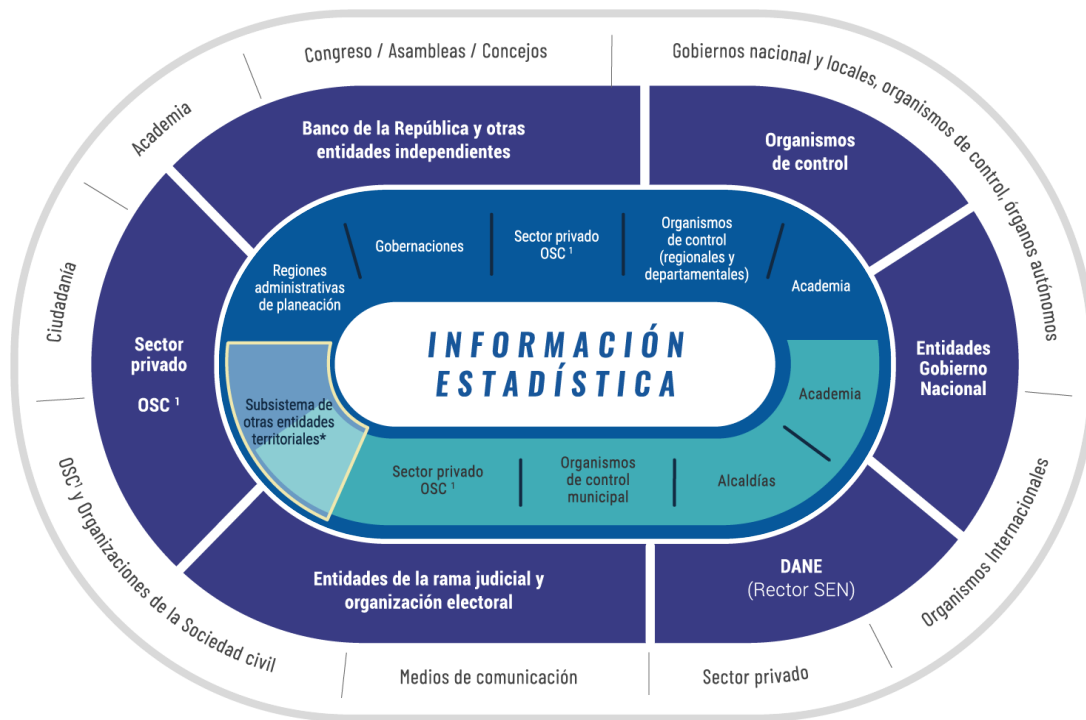 Congreso / Asambleas / Concejos
Gobiernos nacional y locales, organismos de control, órganos autónomos
Academia
Ciudadanía
OSC¹ y Organizaciones de la Sociedad civil
Medios de comunicación
Sector privado
Organismos Internacionales
Banco de la República y otras
entidades independientes
Organismos
de control
Entidades
Gobierno
Nacional
DANE
(Rector SEN)
Entidades de la rama judicial y
organización electoral
Sector
privado
OSC ¹
Regiones
administrativas
de planeación
Gobernaciones
Sector privado
OSC ¹
Organismos
de control
(regionales y
departamentales)
Academia
INFORMACIÓN
ESTADÍSTICA
Subsistema de
otras entidades
territoriales*
Sector privado
OSC ¹
Organismos
de control
municipal
Alcaldías
Academia